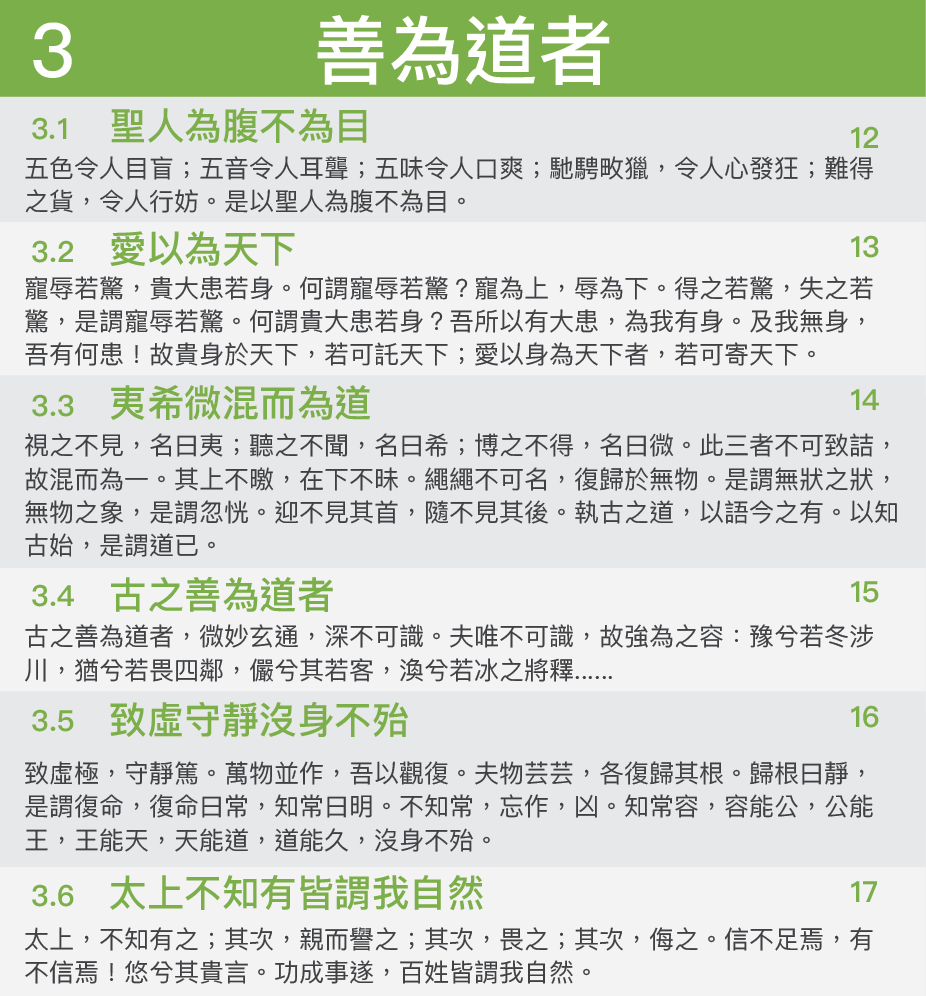 3 善為道者
3.1 聖人為腹不為目 12
五色令人目盲；五音令人耳聾；五味令人口爽；馳騁畋獵，令人心發狂；難得
之貨，令人行妨。是以聖人為腹不為目。
3.2 愛以為天下 13
寵辱若驚，貴大患若身。何謂寵辱若驚？寵為上，辱為下。得之若驚，失之若
驚，是謂寵辱若驚。何謂貴大患若身？吾所以有大患，為我有身。及我無身，
吾有何患！故貴身於天下，若可託天下；愛以身為天下者，若可寄天下。
3.3 夷希微混而為道 14
視之不見，名曰夷；聽之不聞，名曰希；博之不得，名曰微。此三者不可致詰，
故混而為一。其上不曒，在下不昧。繩繩不可名，復歸於無物。是謂無狀之狀，
無物之象，是謂忽恍。迎不見其首，隨不見其後。執古之道，以語今之有。以知
古始，是謂道已。
3.4 古之善為道者 15
古之善為道者，微妙玄通，深不可識。夫唯不可識，故強為之容：豫兮若冬涉
川，猶兮若畏四鄰，儼兮其若客，渙兮若冰之將釋......
3.5 致虛守靜沒身不殆 16
致虛極，守靜篤。萬物並作，吾以觀復。夫物芸芸，各復歸其根。歸根曰靜，
是謂復命，復命曰常，知常曰明。不知常，忘作，凶。知常容，容能公，公能
王，王能天，天能道，道能久，沒身不殆。
3.6 太上不知有皆謂我自然 17
太上，不知有之；其次，親而譽之；其次，畏之；其次，侮之。信不足焉，有
不信焉！悠兮其貴言。功成事遂，百姓皆謂我自然。